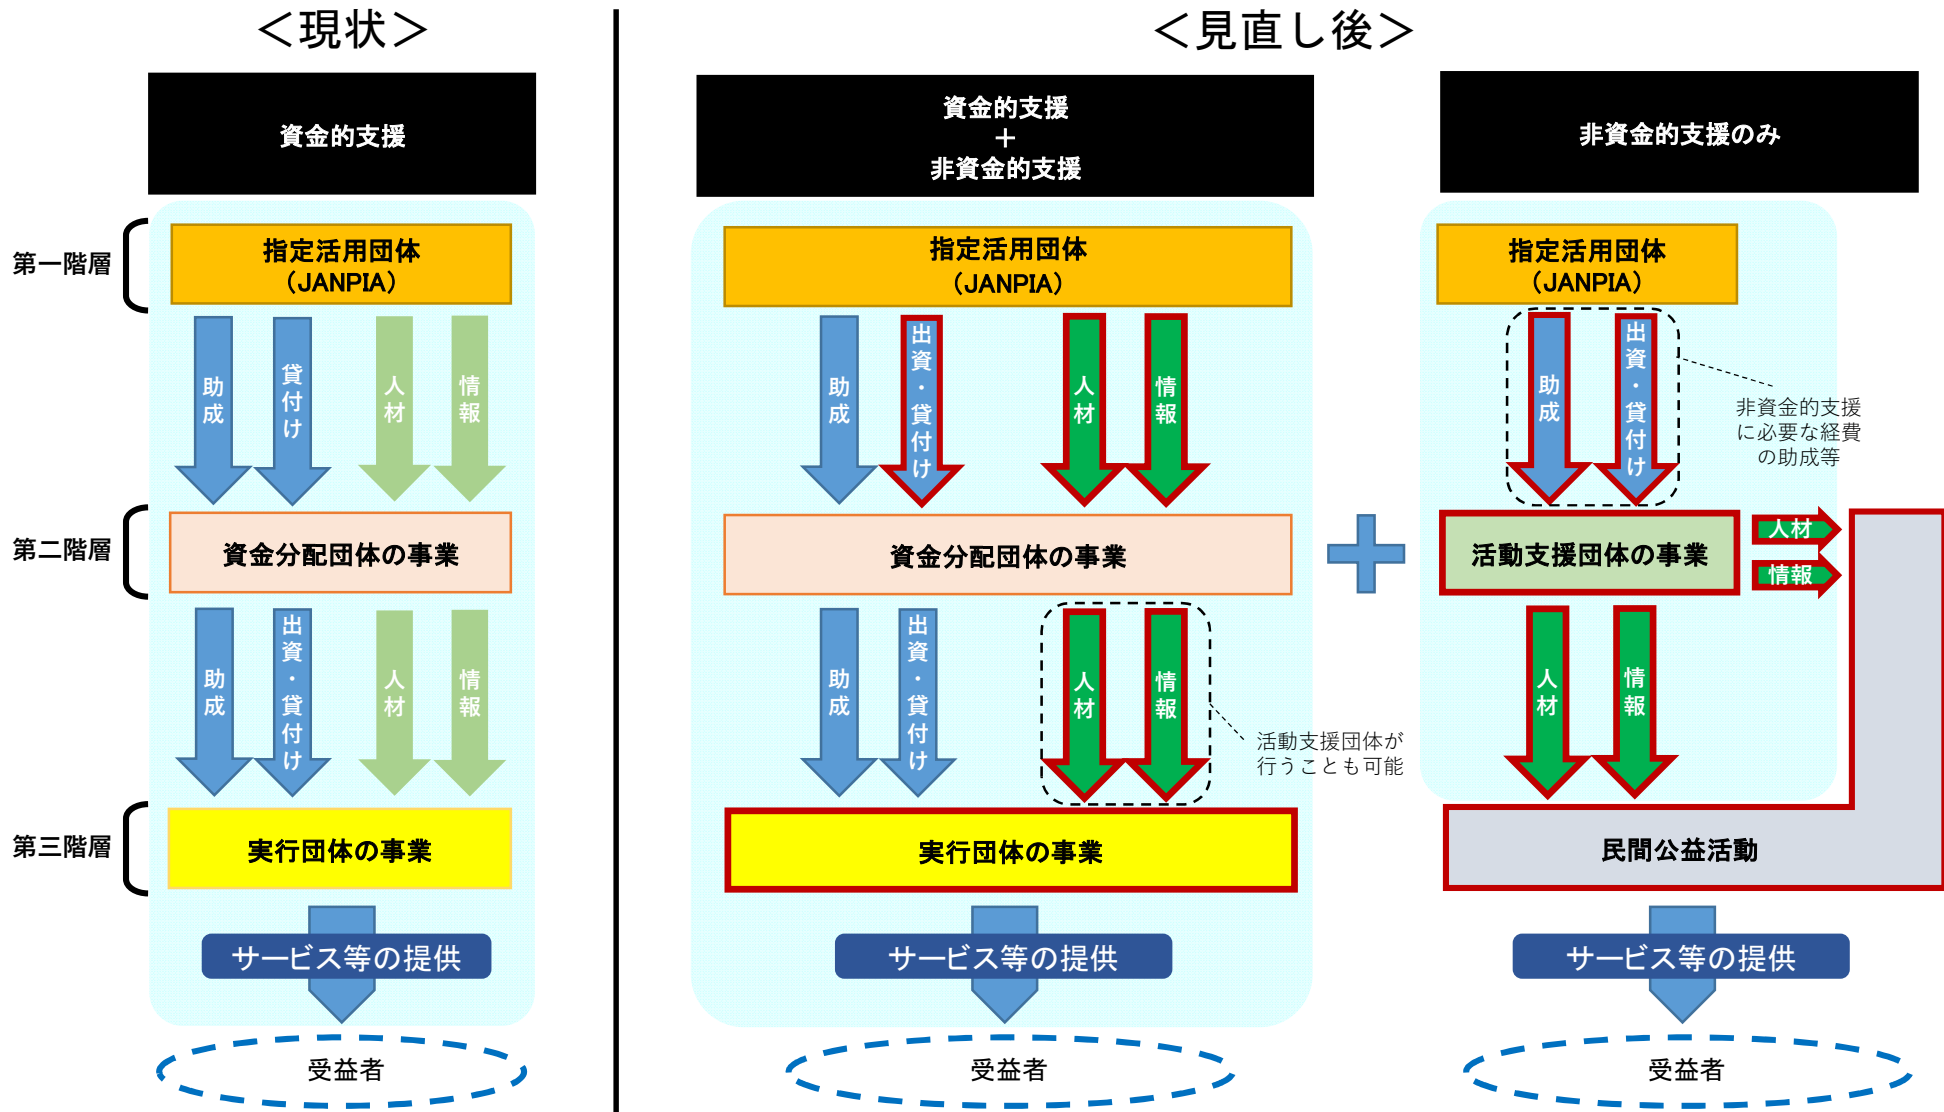 ＜現状＞
資金的支援
第一階層
指定活用団体
（JANPIA）
助成
貸付け
人材
情報
第二階層
資金分配団体の事業
助成
出資・貸付け
人材
情報
第三階層
実行団体の事業
サービス等の提供
受益者
＜見直し後＞
資金的支援
＋
非資金的支援
指定活用団体
（JANPIA）
助成
出資・貸付け
人材
情報
資金分配団体の事業
助成
出資・貸付け
人材
情報
活動支援団体が
行うことも可能
実行団体の事業
サービス等の提供
受益者
非資金的支援のみ
指定活用団体
（JANPIA）
助成
出資・貸付け
非資金的支援
に必要な経費
の助成等
活動支援団体の事業
人材
情報
人材
情報
民間公益活動
サービス等の提供
受益者